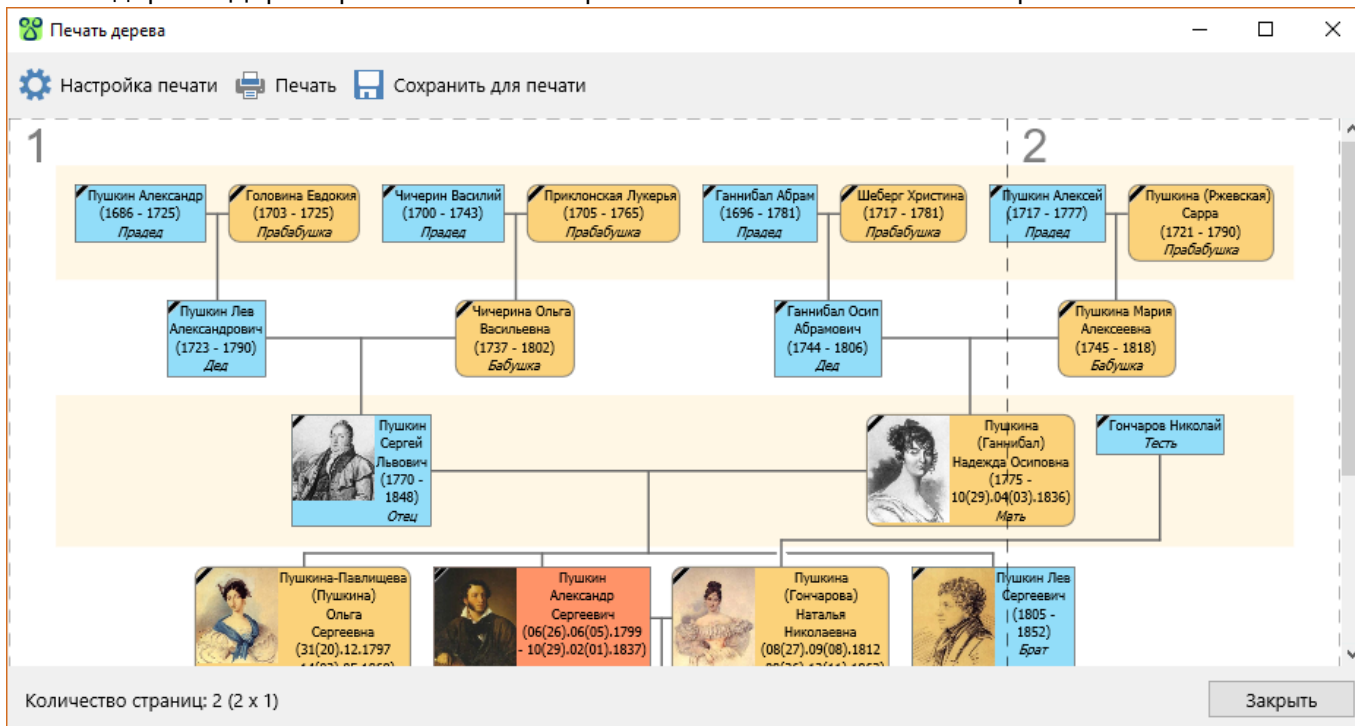 Печать дерева
Настройка печати Печать Сохранить для печати
1
2
Пушкин Александр
(1686 - 1725)
Прадед
Головина Евдокия
(1703 - 1725)
Прабабушка
Чичерин Василий
(1700 - 1743)
Прадед
Приклонская Лукерья
(1705 - 1765)
Прабабушка
Ганнибал Абрам
(1696 - 1781)
Прадед
Шеберг Христина
(1717 - 1781)
Прабабушка
Пушкин Алексей
(1717 - 1777)
Прадед
Пушкина (Ржевская)
Сарра
(1721 - 1790)
Прабабушка
Пушкин Лев
Александрович
(1723 - 1790)
Дед
Чичерина Ольга
Васильевна
(1737 - 1802)
Бабушка
Ганнибал Осип
Абрамович
(1744 - 1806)
Дед
Пушкина Мария
Алексеевна
(1745 - 1818)
Бабушка
Пушкин
Сергей
Львович
(1770 -
1848)
Отец
Пушкина
(Ганнибал)
Надежда Осиповна
(1775 -
10(29).04(03).1836)
Мать
Гончаров Николай
Тесть
Пушкина-Павлищева
(Пушкина)
Ольга
Сергеевна
(31(20).12.1797
Пушкин
Александр
Сергеевич
(06(26).06(05).1799
- 10(29).02(01).1837)
Пушкина
(Гончарова)
Наталья
Николаевна
(08(27).09(08).1812
Пушкин Лев
Сергеевич
(1805 -
1852)
Брат
Количество страниц: 2 (2 x 1)
Закрыть